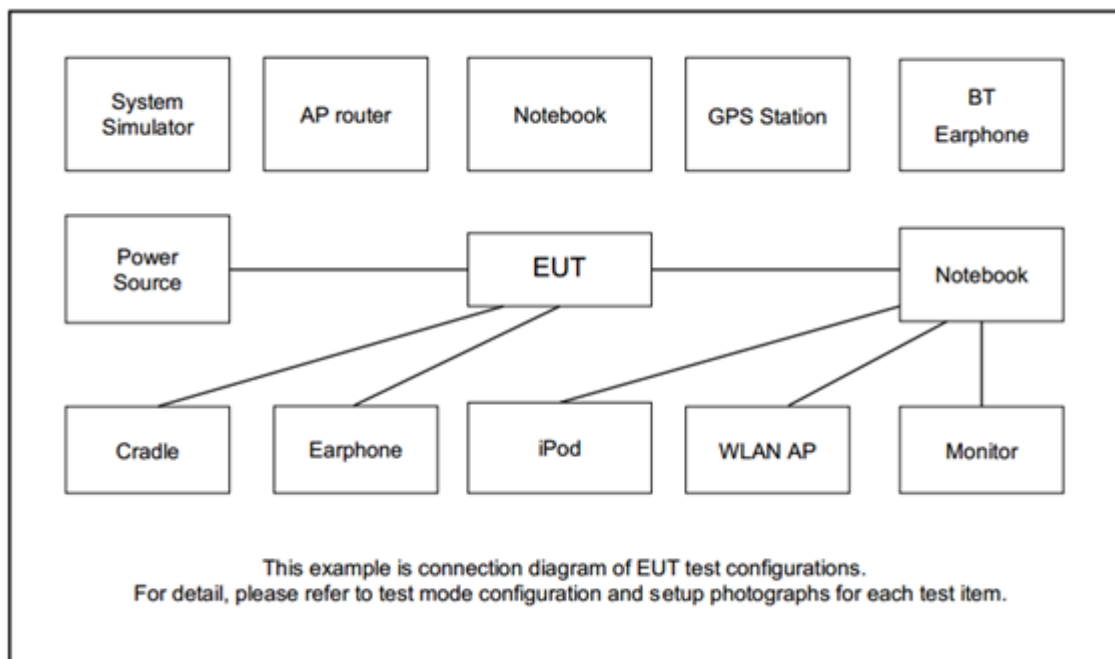 System
Simulator
AP router
Notebook
GPS Station
BT
Earphone
Power
Source
EUT
Notebook
Cradle
Earphone
iPod
WLAN AP
Monitor
This example is connection diagram of EUT test configurations.
For detail, please refer to test mode configuration and setup photographs for each test item.